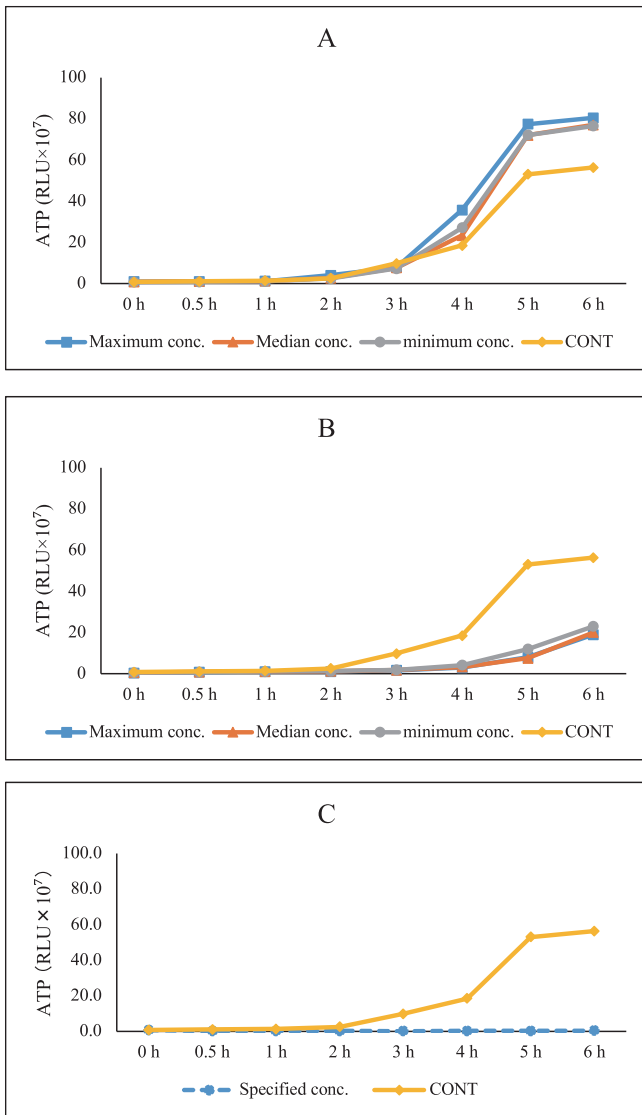 A
ATP (RLU×10⁷)
100
80
60
40
20
0
0 h 0.5 h 1 h 2 h 3 h 4 h 5 h 6 h
Maximum conc. Median conc. minimum conc. CONT
B
ATP (RLU×10⁷)
100
80
60
40
20
0
0 h 0.5 h 1 h 2 h 3 h 4 h 5 h 6 h
Maximum conc. Median conc. minimum conc. CONT
C
ATP (RLU×10⁷)
100.0
80.0
60.0
40.0
20.0
0.0
0 h 0.5 h 1 h 2 h 3 h 4 h 5 h 6 h
Specified conc. CONT